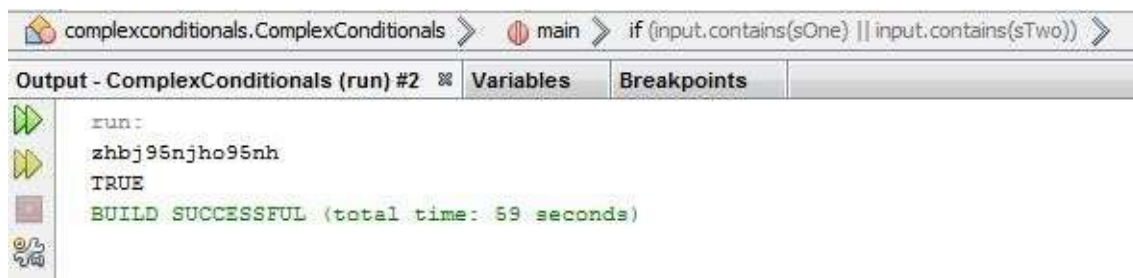 complexconditionals.ComplexConditionals main if (input.contains(sOne) || input.contains(sTwo))
Output - ComplexConditionals (run) #2 Variables Breakpoints
run:
zhbj95njho95nh
TRUE
BUILD SUCCESSFUL (total time: 59 seconds)